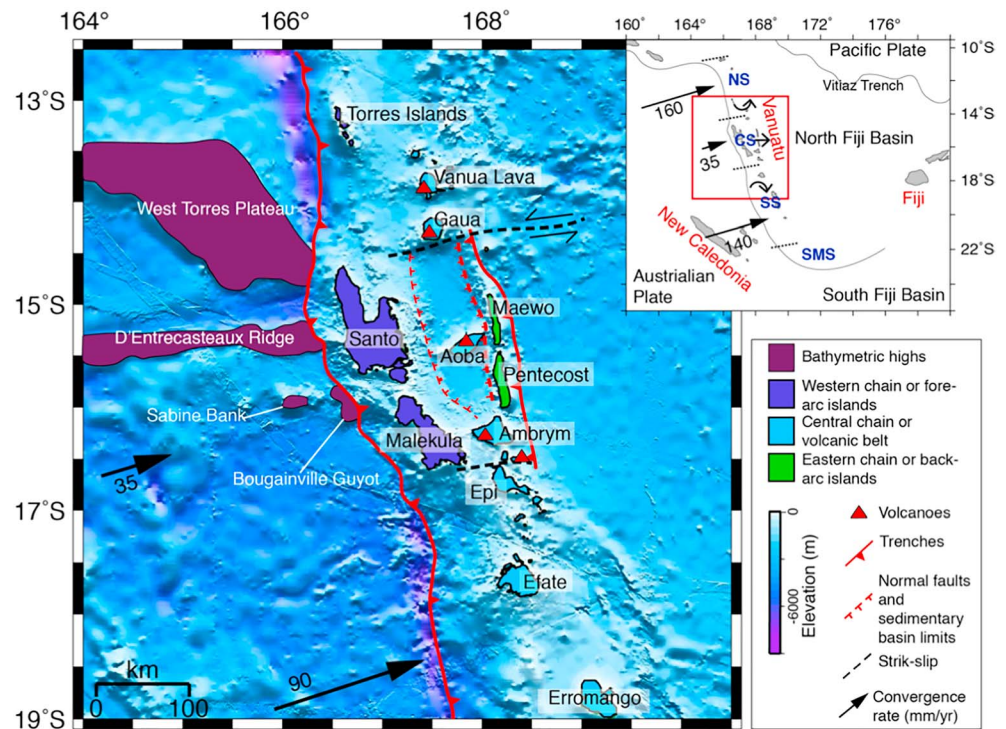 164°
166°
168°
13°S
15°S
17°S
19°S
Torres Islands
Vanua Lava
West Torres Plateau
Gaua
Maewo
D'Entrecasteaux Ridge
Santo
Aoba
Pentecost
Sabine Bank
Malekula
Ambrym
Bougainville Guyot
35
Epi
Efate
90
km
0
100
Erromango
160°
164°
168°
172°
176°
10°S
14°S
18°S
22°S
Pacific Plate
Vitlaz Trench
NS
160
Vanuatu
North Fiji Basin
CS
35
Fiji
SS
New Caledonia
140
SMS
Austrialian
Plate
South Fiji Basin
Bathymetric highs
Western chain or fore-
arc islands
Central chain or
volcanic belt
Eastern chain or back-
arc islands
0
-6000
Elevation (m)
Volcanoes
Trenches
Normal faults
and
sedimentary
basin limits
Strik-slip
Convergence
rate (mm/yr)